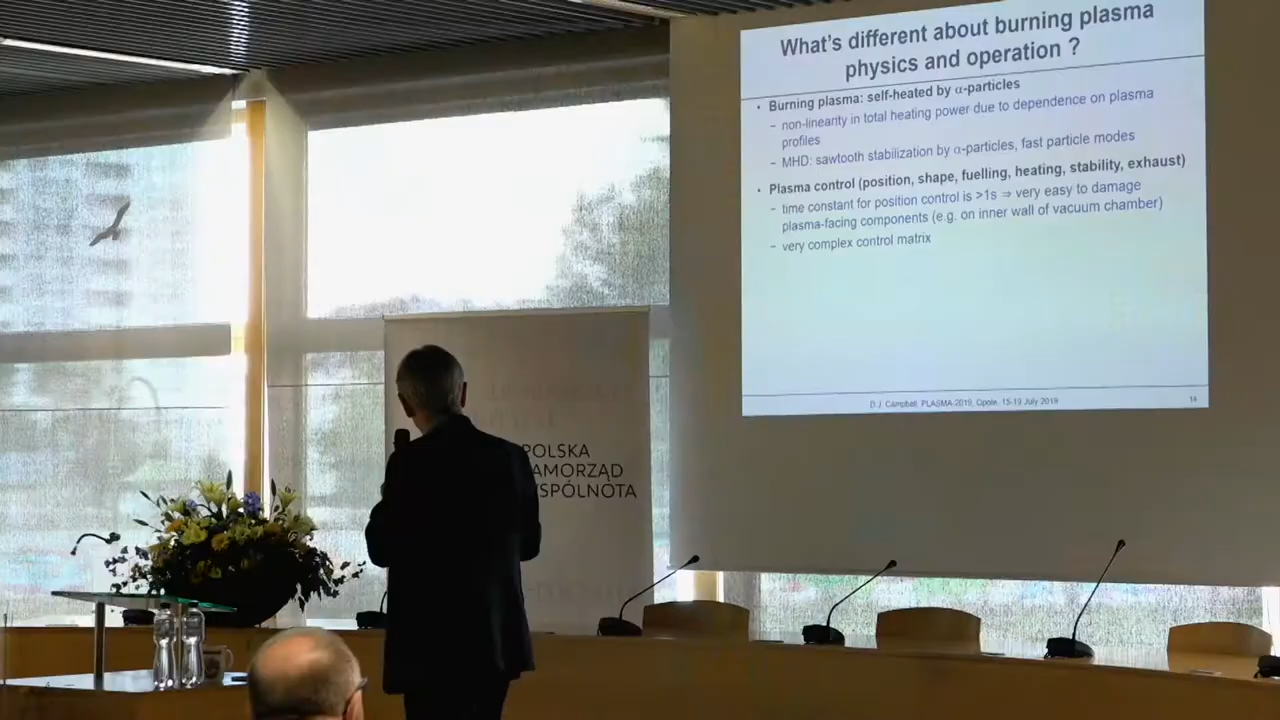 What's different about burning plasma
physics and operation ?
• Burning plasma: self-heated by α-particles
– non-linearity in total heating power due to dependence on plasma
profiles
– MHD: sawtooth stabilization by α-particles, fast particle modes
• Plasma control (position, shape, fuelling, heating, stability, exhaust)
– time constant for position control is >1s ⇒ very easy to damage
plasma-facing components (e.g. on inner wall of vacuum chamber)
– very complex control matrix
D.J. Campbell, PLASMA-2019, Opole, 15-19 July 2019
14
POLSKA
AMORZĄD
SPÓLNOTA